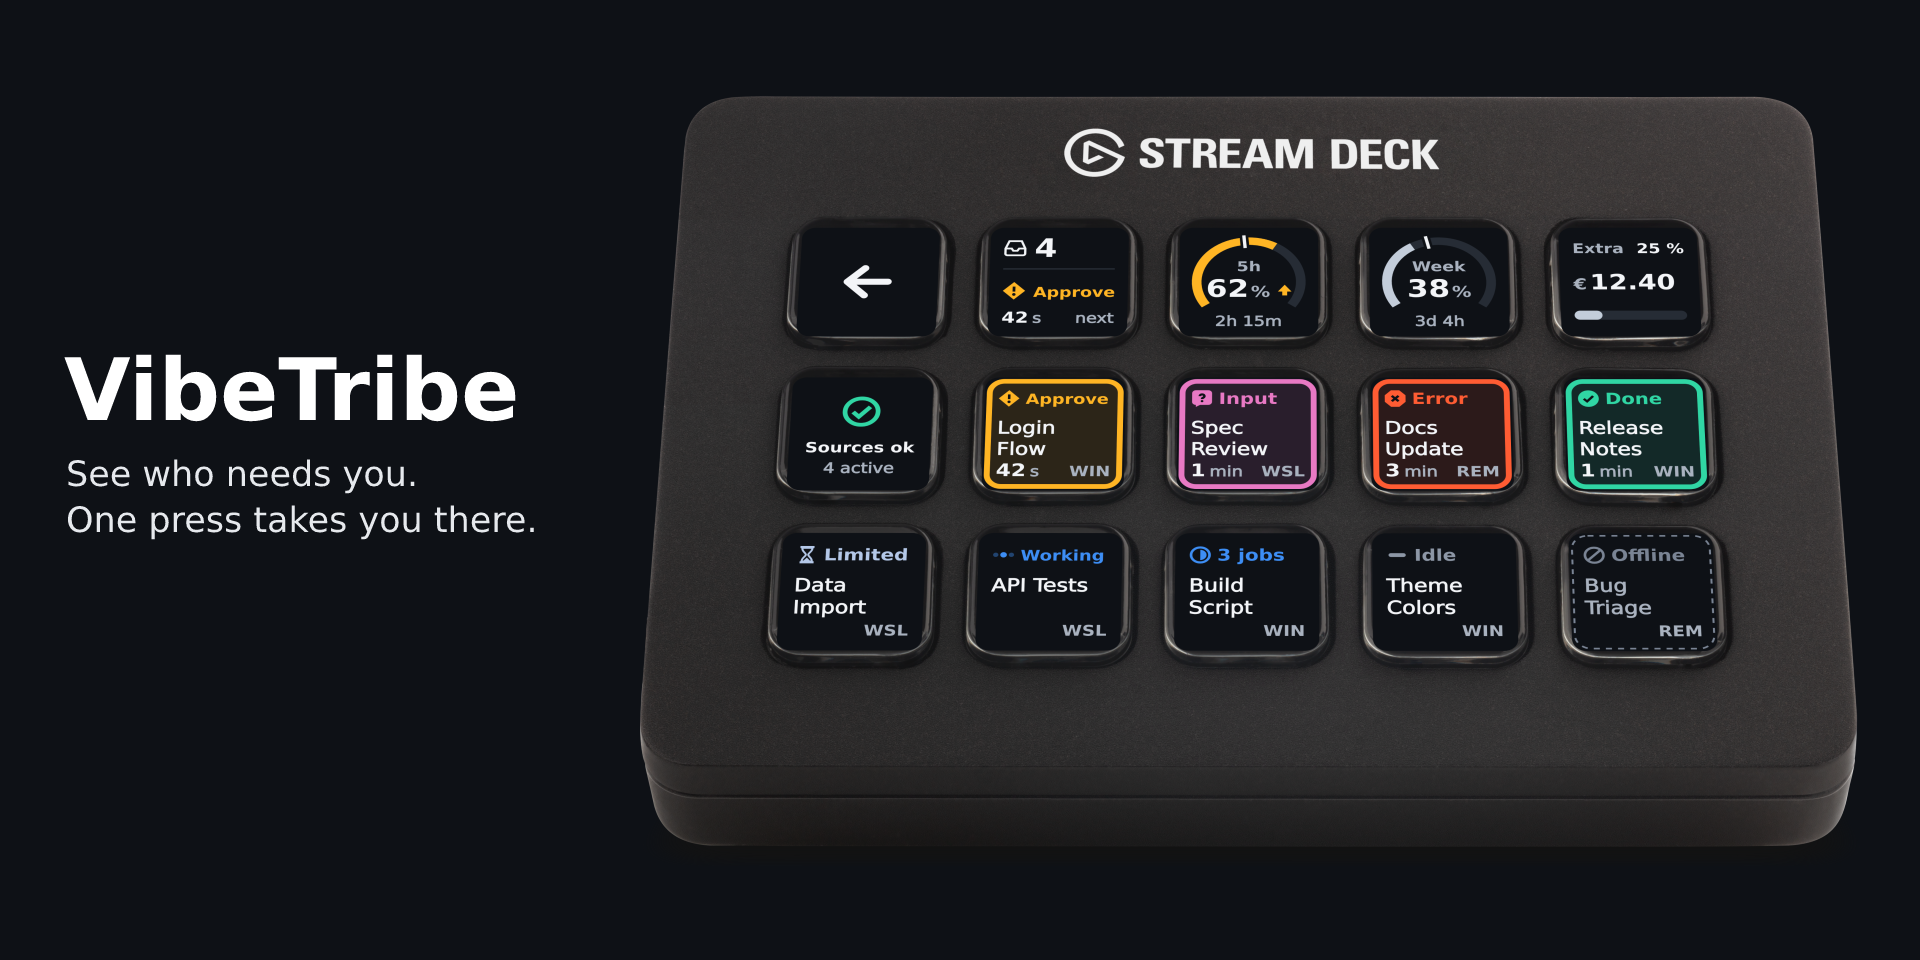 VibeTribe
See who needs you.
One press takes you there.
STREAM DECK
4
Approve
42 s next
5h
62 %
2h 15m
Week
38 %
3d 4h
Extra 25 %
€ 12.40
Sources ok
4 active
Approve
Login
Flow
42 s WIN
Input
Spec
Review
1 min WSL
Error
Docs
Update
3 min REM
Done
Release
Notes
1 min WIN
Limited
Data
Import
WSL
Working
API Tests
WSL
3 jobs
Build
Script
WIN
Idle
Theme
Colors
WIN
Offline
Bug
Triage
REM